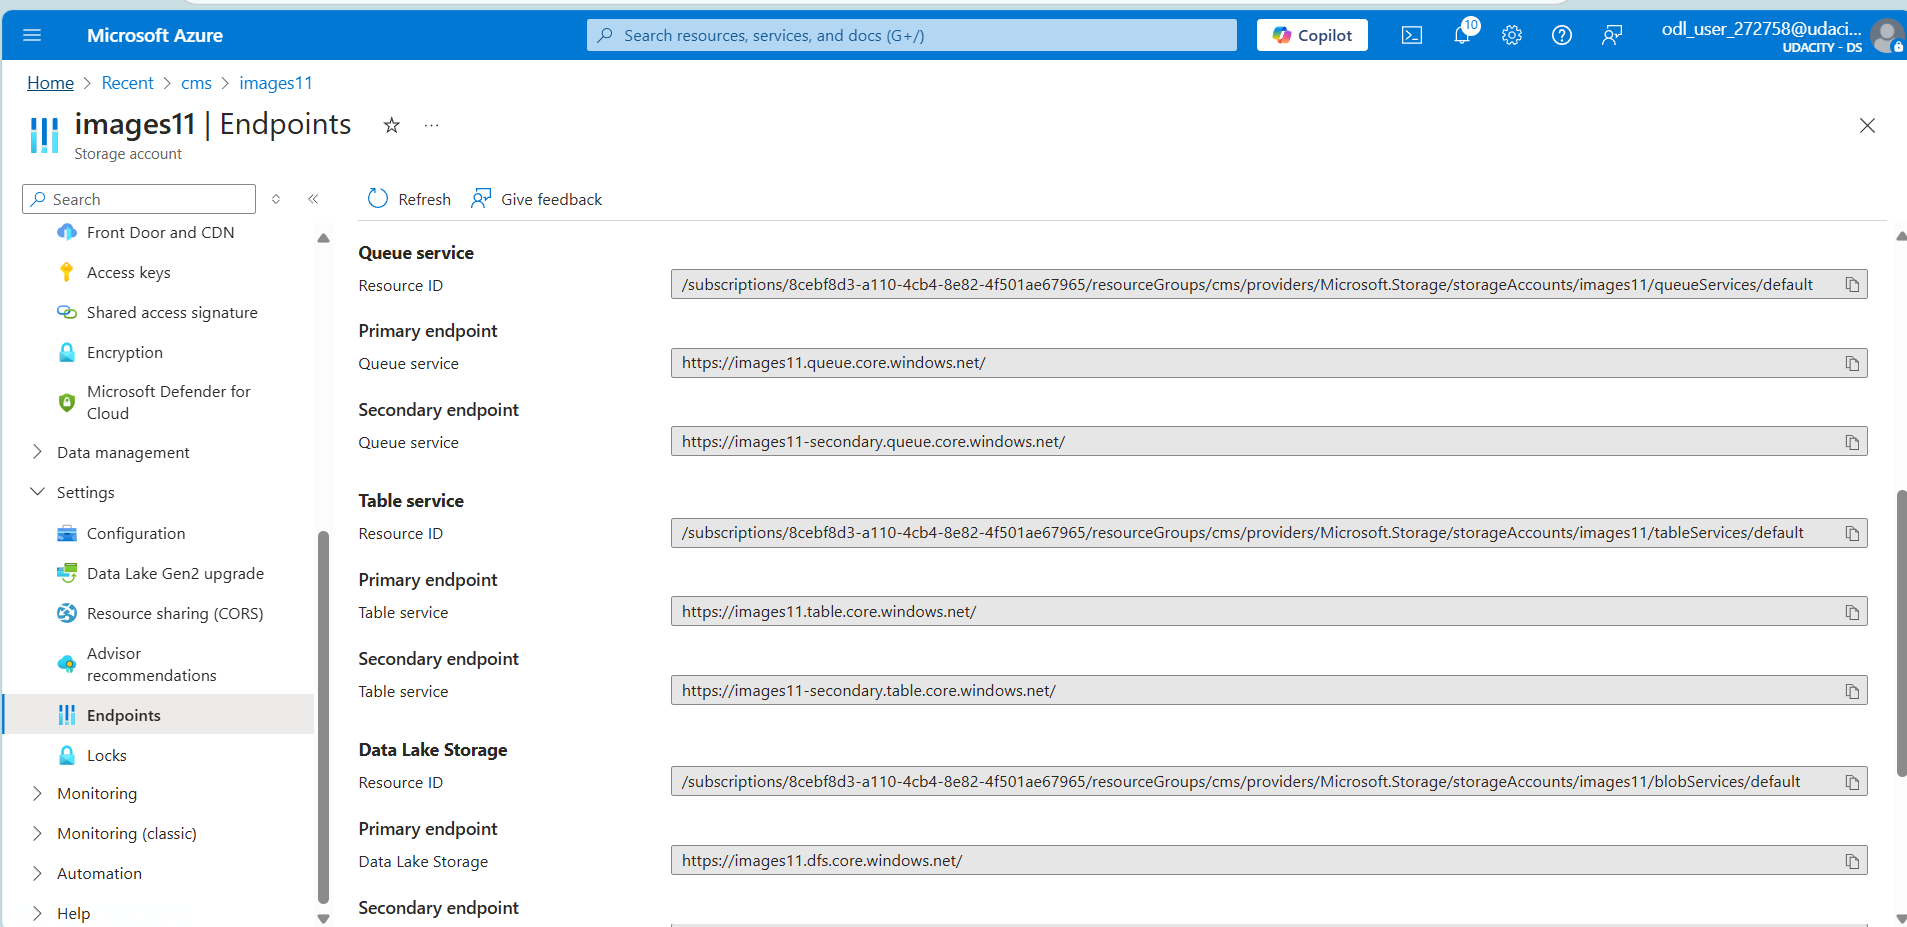 Microsoft Azure
Search resources, services, and docs (G+/)
Copilot
10
odl_user_272758@udaci...
UDACITY - DS
Home > Recent > cms > images11
images11 | Endpoints
...
Storage account
Search
Refresh
Give feedback
Front Door and CDN
Access keys
Shared access signature
Encryption
Microsoft Defender for
Cloud
Data management
Settings
Configuration
Data Lake Gen2 upgrade
Resource sharing (CORS)
Advisor
recommendations
Endpoints
Locks
Monitoring
Monitoring (classic)
Automation
Help
Queue service
Resource ID
/subscriptions/8cebf8d3-a110-4cb4-8e82-4f501ae67965/resourceGroups/cms/providers/Microsoft.Storage/storageAccounts/images11/queueServices/default
Primary endpoint
Queue service
https://images11.queue.core.windows.net/
Secondary endpoint
Queue service
https://images11-secondary.queue.core.windows.net/
Table service
Resource ID
/subscriptions/8cebf8d3-a110-4cb4-8e82-4f501ae67965/resourceGroups/cms/providers/Microsoft.Storage/storageAccounts/images11/tableServices/default
Primary endpoint
Table service
https://images11.table.core.windows.net/
Secondary endpoint
Table service
https://images11-secondary.table.core.windows.net/
Data Lake Storage
Resource ID
/subscriptions/8cebf8d3-a110-4cb4-8e82-4f501ae67965/resourceGroups/cms/providers/Microsoft.Storage/storageAccounts/images11/blobServices/default
Primary endpoint
Data Lake Storage
https://images11.dfs.core.windows.net/
Secondary endpoint